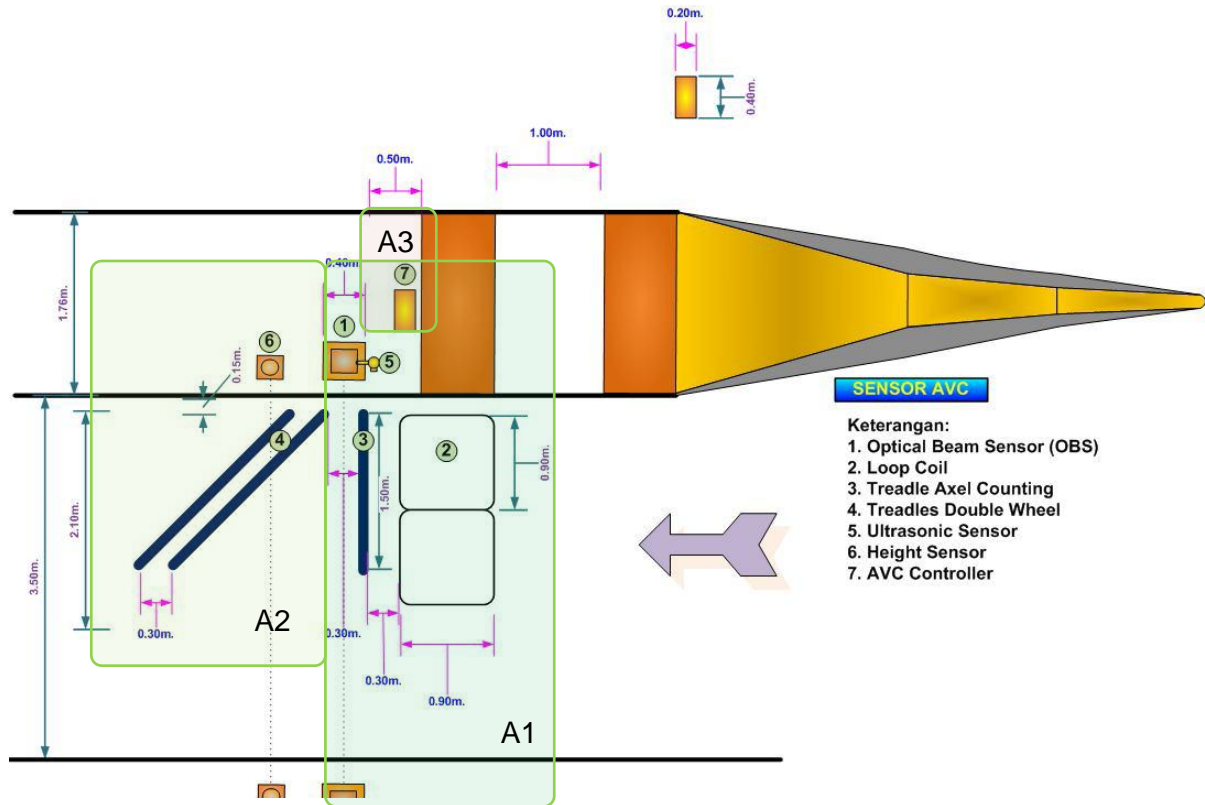 0.20m.
0.40m.
1.00m.
0.50m.
A3
7
0.40m.
1.76m.
1
6
5
0.15m.
SENSOR AVC
Keterangan:
1. Optical Beam Sensor (OBS)
2. Loop Coil
3. Treadle Axel Counting
4. Treadles Double Wheel
5. Ultrasonic Sensor
6. Height Sensor
7. AVC Controller
4
3
2
0.90m.
1.50m.
2.10m.
3.50m.
A2
0.30m.
0.30m.
0.30m.
0.90m.
A1